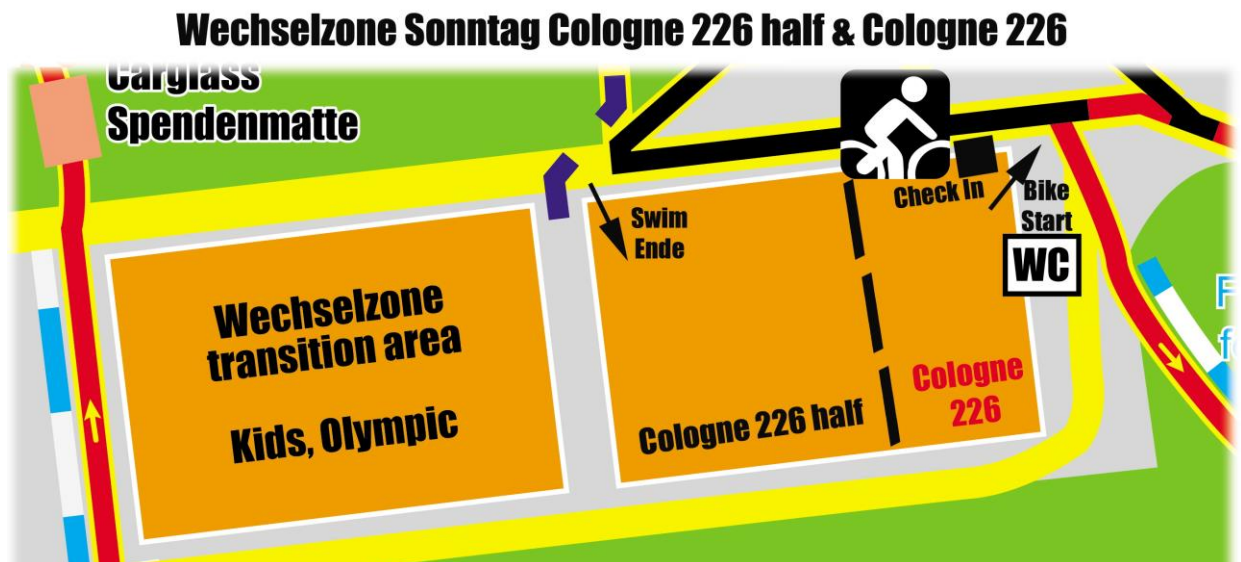 Wechselzone Sonntag Cologne 226 half & Cologne 226
Carglass
Spendenmatte
Swim
Ende
Check In
Bike
Start
WC
Wechselzone
transition area
Kids, Olympic
Cologne 226 half
Cologne
226